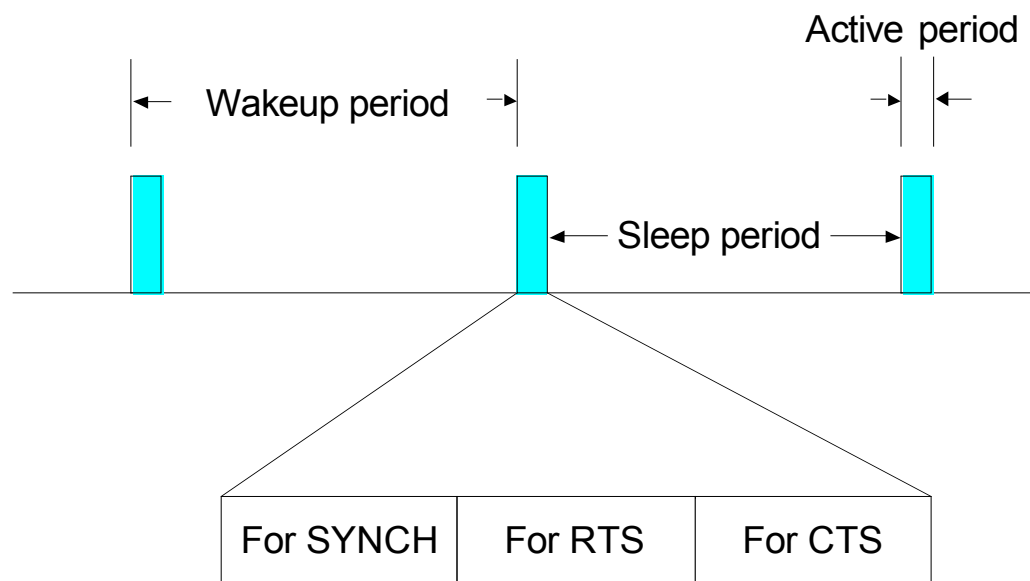 Active period
Wakeup period
Sleep period
For SYNCH
For RTS
For CTS